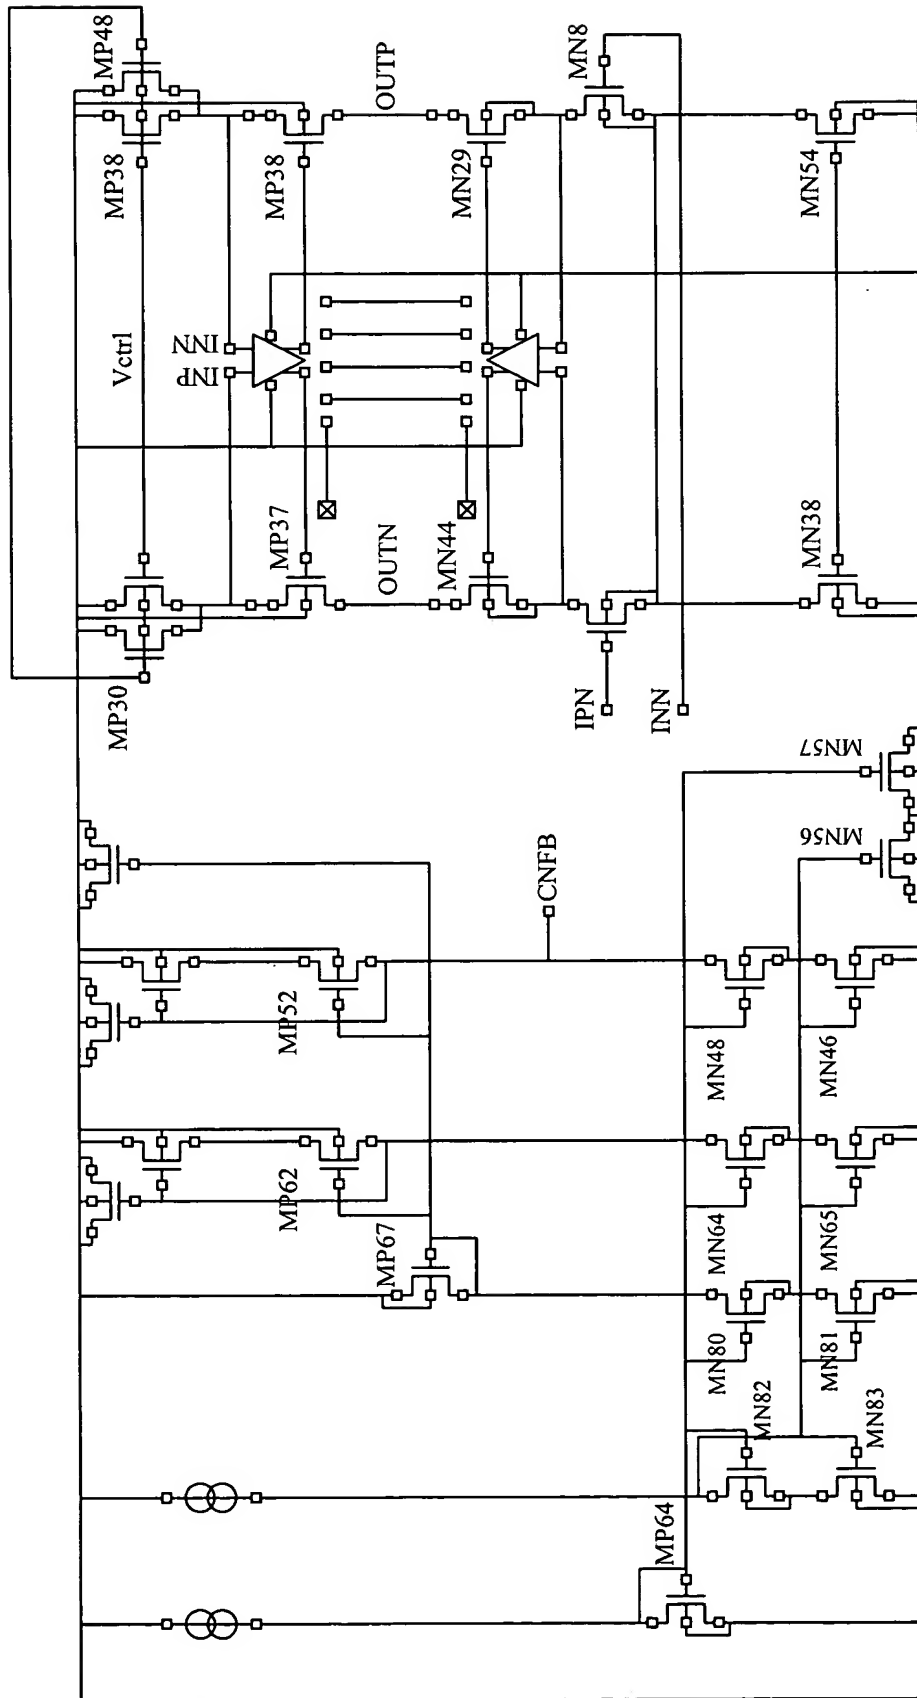 MP48
MP38
Vctrl
MP30
INN
INP
MP38
MP37
OUTP
OUTN
MN29
MN44
MN8
IPN
INN
MN54
MN38
MN57
MN56
CNFB
MP52
MP62
MP67
MN48
MN46
MN64
MN65
MN80
MN81
MN82
MN83
MP64